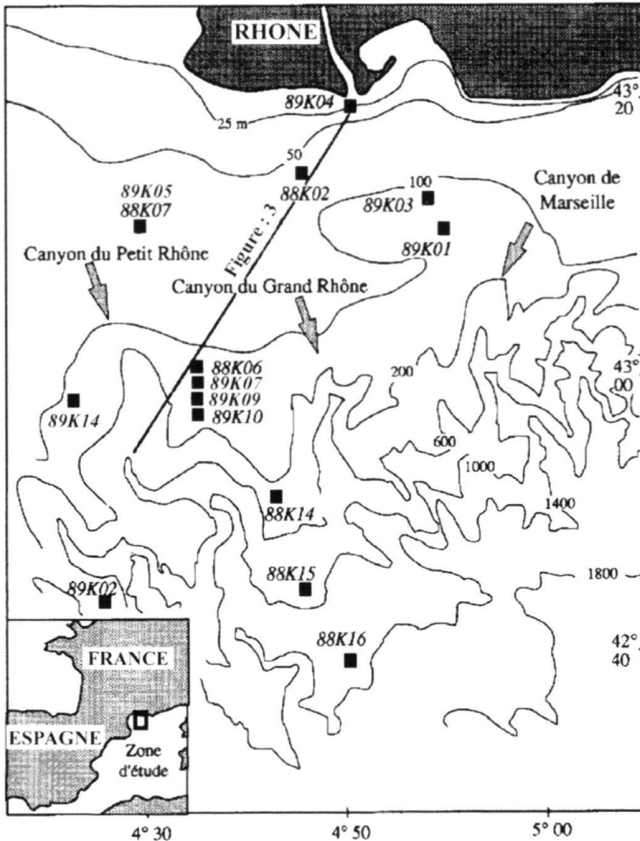 RHONE
89K04
43°
20
25 m
50
88K02
89K05
88K07
100
89K03
89K01
Canyon de
Marseille
Figure : 3
Canyon du Petit Rhône
Canyon du Grand Rhône
88K06
89K07
89K09
89K10
89K14
200
43°
00
600
1000
1400
88K14
88K15
1800
89K02
88K16
42°
40
FRANCE
ESPAGNE
Zone
d'étude
4° 30
4° 50
5° 00